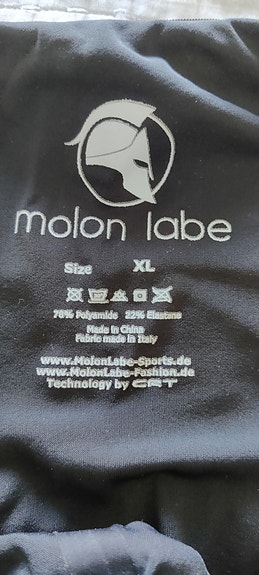 molon labe
Size XL
78% Polyamide 22% Elastane
Made in China
Fabric made in Italy
www.MolonLabe-Sports.de
www.MolonLabe-Fashion.de
Technology by CRT